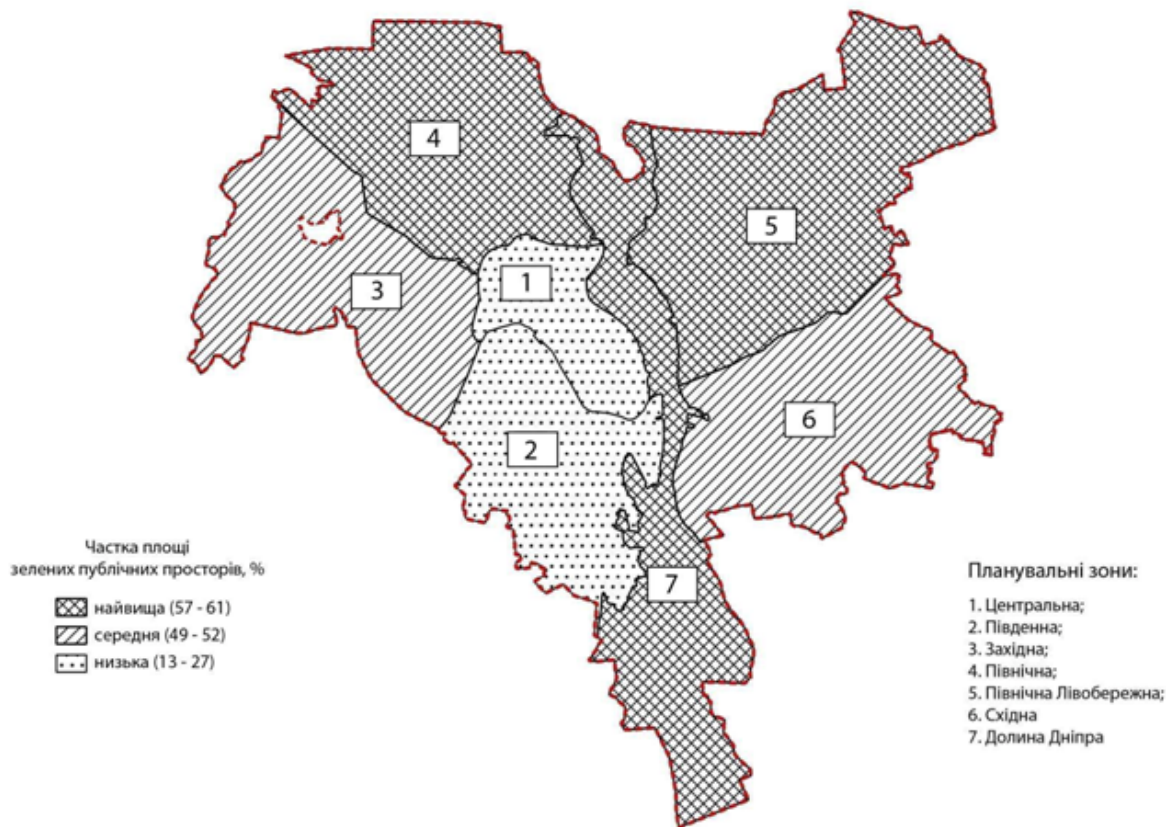 4
5
1
3
6
2
7
Частка площі
зелених публічних просторів, %
найвища (57 - 61)
середня (49 - 52)
низька (13 - 27)
Планувальні зони:
1. Центральна;
2. Південна;
3. Західна;
4. Північна;
5. Північна Лівобережна;
6. Східна
7. Долина Дніпра